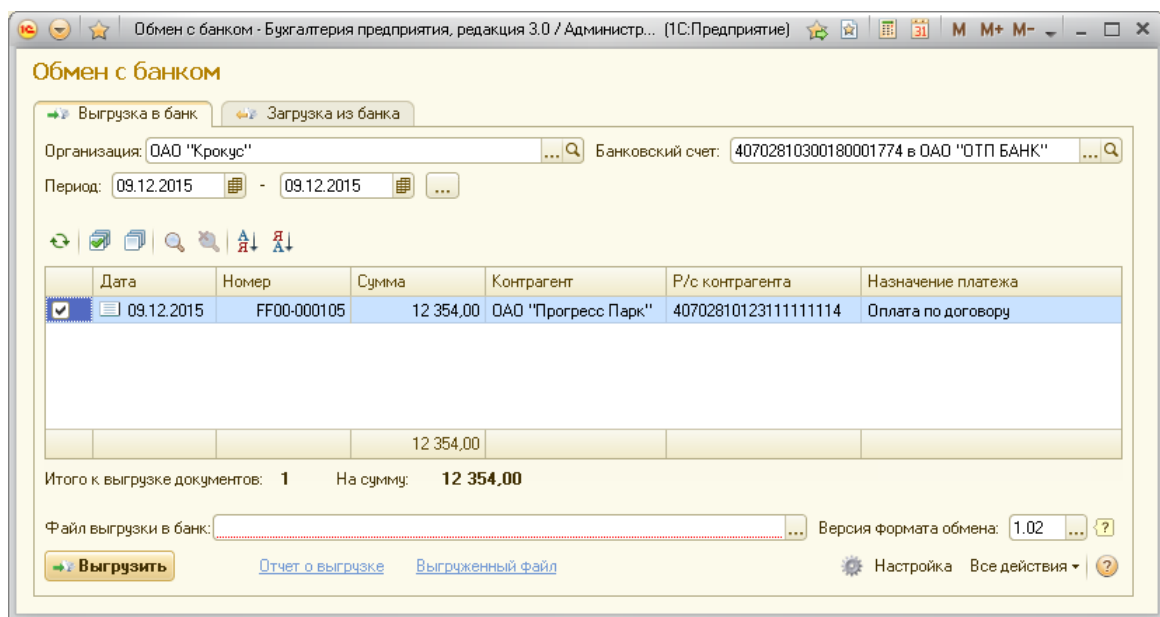 Обмен с банком - Бухгалтерия предприятия, редакция 3.0 / Администр... (1С:Предприятие) 31 M M+ M-
Обмен с банком
Выгрузка в банк Загрузка из банка
Организация: ОАО "Крокус" ... Банковский счет: 40702810300180001774 в ОАО "ОТП БАНК" ...
Период: 09.12.2015 - 09.12.2015 ...
Дата Номер Сумма Контрагент Р/с контрагента Назначение платежа
09.12.2015 FF00-000105 12 354,00 ОАО "Прогресс Парк" 40702810123111111114 Оплата по договору
12 354,00
Итого к выгрузке документов: 1 На сумму: 12 354,00
Файл выгрузки в банк: ... Версия формата обмена: 1.02 ... ?
Выгрузить Отчет о выгрузке Выгруженный файл Настройка Все действия ?